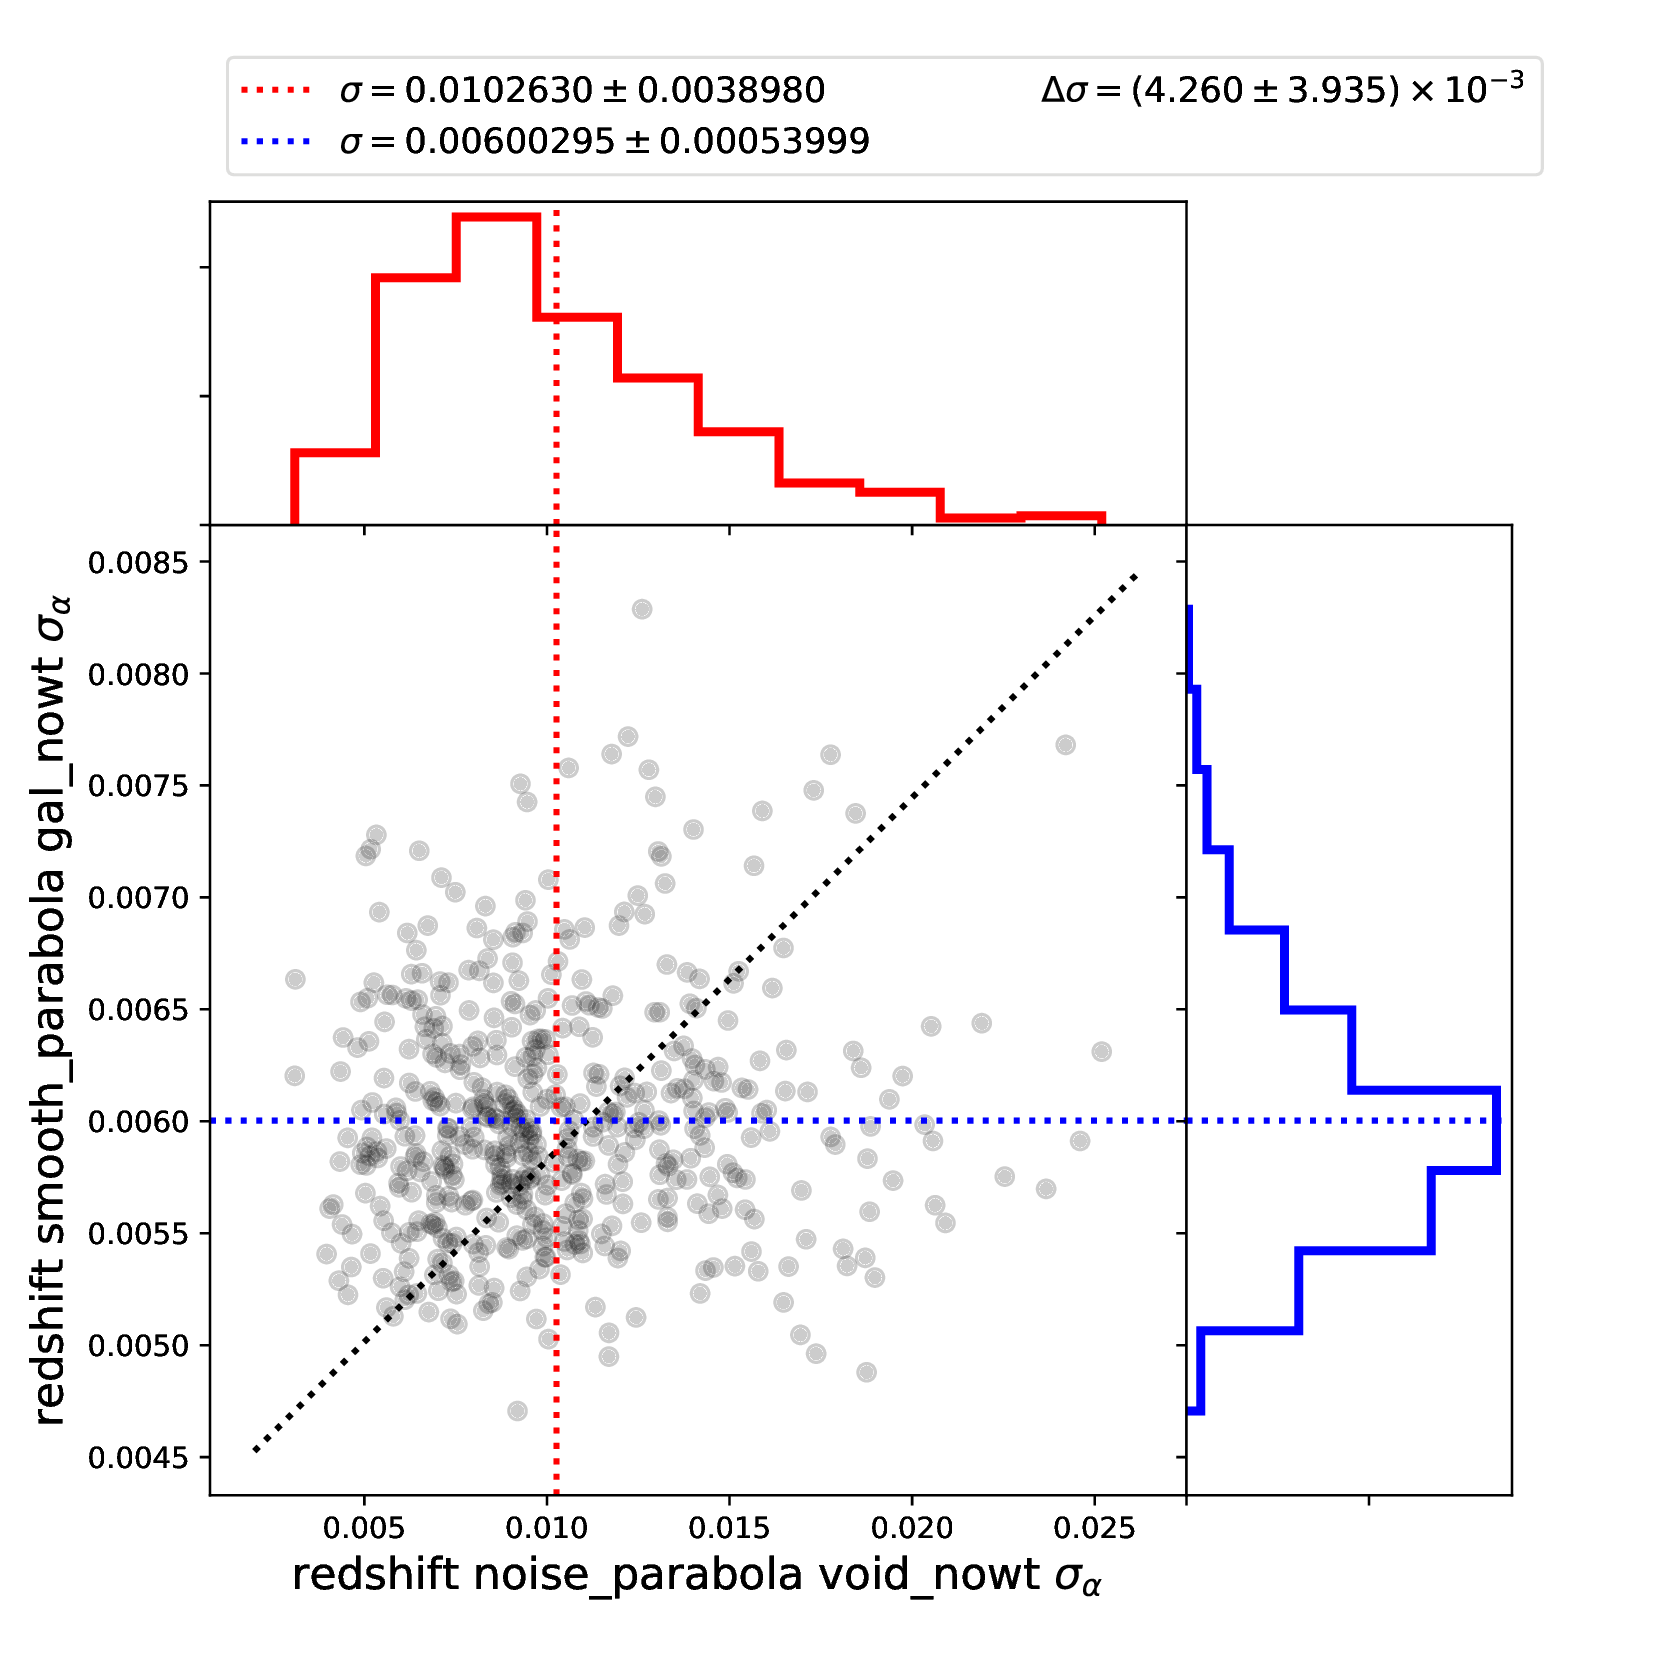 σ = 0.0102630 ± 0.0038980
Δσ = (4.260 ± 3.935) × 10⁻³
σ = 0.00600295 ± 0.00053999
0.0085
0.0080
0.0075
0.0070
0.0065
0.0060
0.0055
0.0050
0.0045
redshift smooth_parabola gal_nowt σ_α
0.005
0.010
0.015
0.020
0.025
redshift noise_parabola void_nowt σ_α